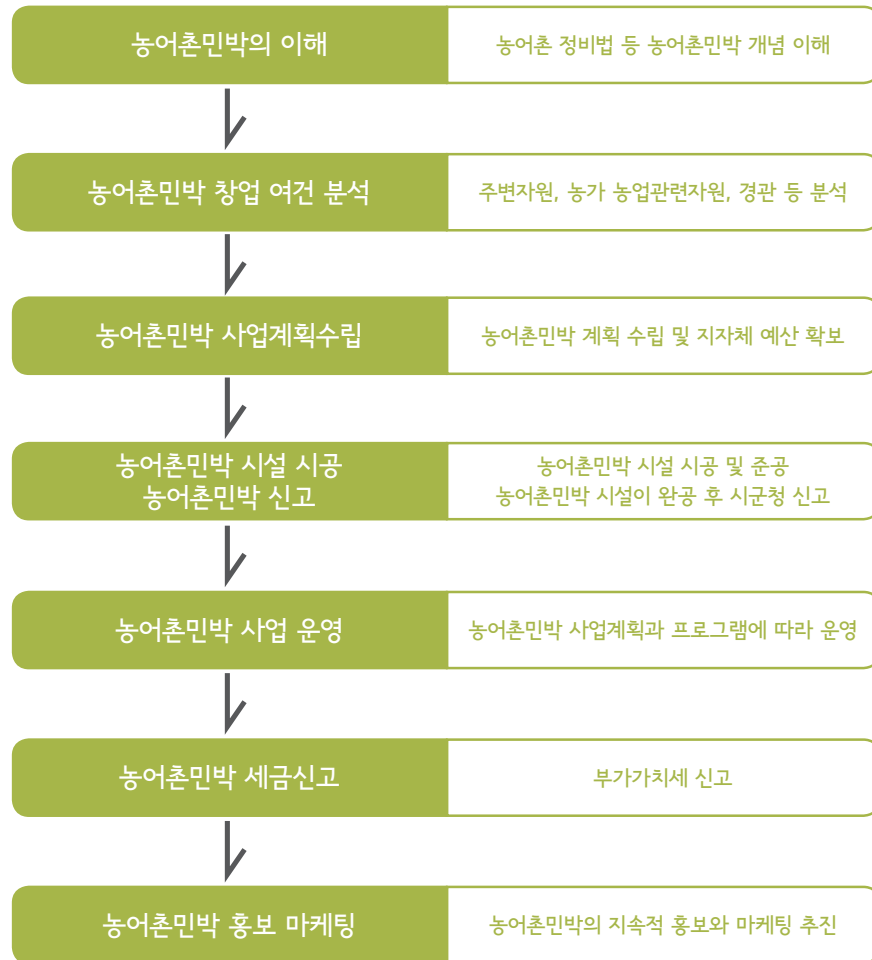 농어촌민박의 이해
농어촌 정비법 등 농어촌민박 개념 이해
농어촌민박 창업 여건 분석
주변자원, 농가 농업관련자원, 경관 등 분석
농어촌민박 사업계획수립
농어촌민박 계획 수립 및 지자체 예산 확보
농어촌민박 시설 시공
농어촌민박 신고
농어촌민박 시설 시공 및 준공
농어촌민박 시설이 완공 후 시군청 신고
농어촌민박 사업 운영
농어촌민박 사업계획과 프로그램에 따라 운영
농어촌민박 세금신고
부가가치세 신고
농어촌민박 홍보 마케팅
농어촌민박의 지속적 홍보와 마케팅 추진